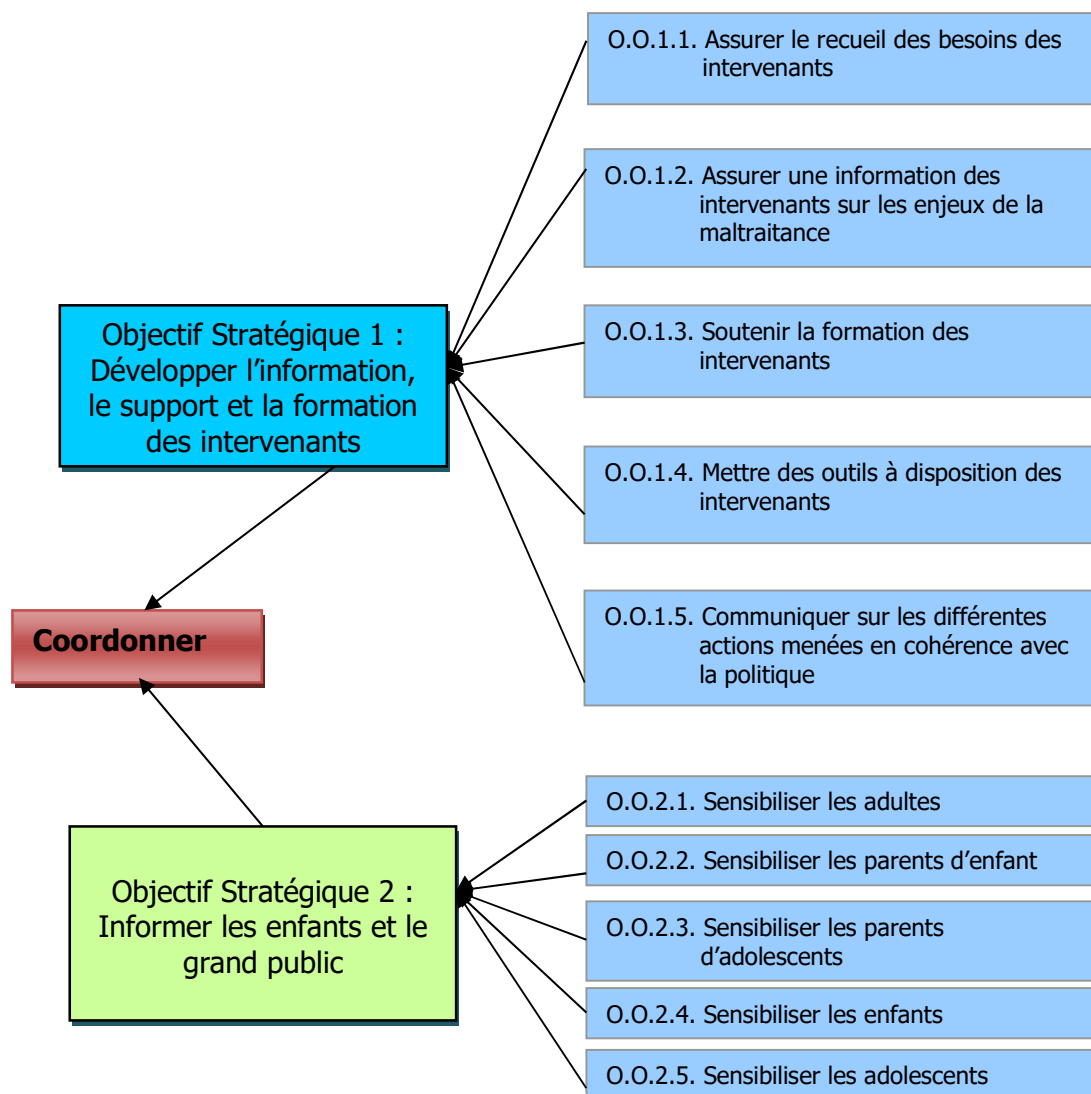 O.O.1.1. Assurer le recueil des besoins des
intervenants
O.O.1.2. Assurer une information des
intervenants sur les enjeux de la
maltraitance
Objectif Stratégique 1 :
Développer l’information,
le support et la formation
des intervenants
O.O.1.3. Soutenir la formation des
intervenants
O.O.1.4. Mettre des outils à disposition des
intervenants
O.O.1.5. Communiquer sur les différentes
actions menées en cohérence avec
la politique
Coordonner
Objectif Stratégique 2 :
Informer les enfants et le
grand public
O.O.2.1. Sensibiliser les adultes
O.O.2.2. Sensibiliser les parents d’enfant
O.O.2.3. Sensibiliser les parents
d’adolescents
O.O.2.4. Sensibiliser les enfants
O.O.2.5. Sensibiliser les adolescents